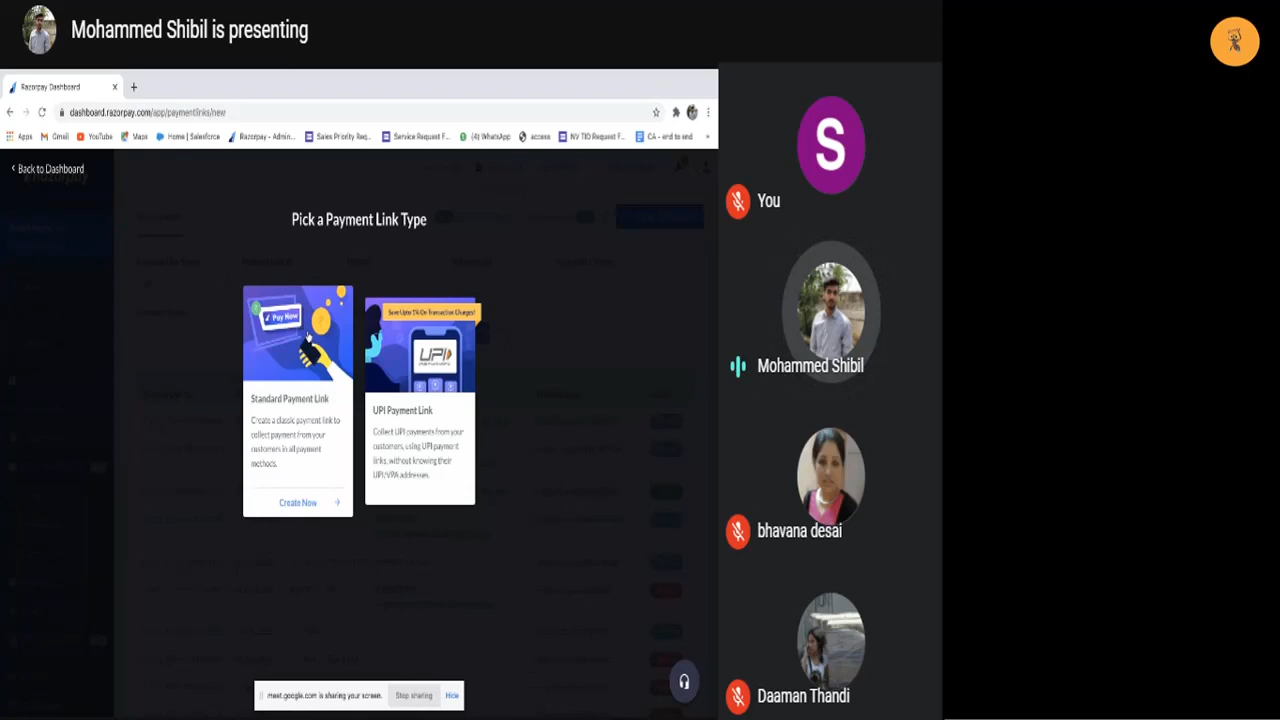 Mohammed Shibil is presenting
Razorpay Dashboard
dashboard.razorpay.com/app/paymentlinks/new
Apps Gmail YouTube Maps Home | Salesforce Razorpay - Admin... Sales Priority Req... Service Request F... (4) WhatsApp access NV TIO Request F... CA - end to end »
Back to Dashboard
Pick a Payment Link Type
Pay Now
Save Upto 1% On Transaction Charges!
UPI
Standard Payment Link
Create a classic payment link to
collect payment from your
customers in all payment
methods.
Create Now
UPI Payment Link
Collect UPI payments from your
customers, using UPI payment
links, without knowing their
UPI/VPA addresses.
meet.google.com is sharing your screen. Stop sharing Hide
S
You
Mohammed Shibil
bhavana desai
Daaman Thandi